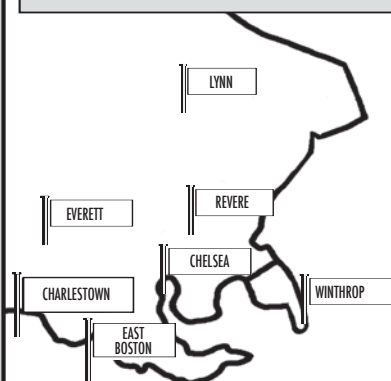 LYNN
EVERETT
REVERE
CHELSEA
CHARLESTOWN
WINTHROP
EAST
BOSTON